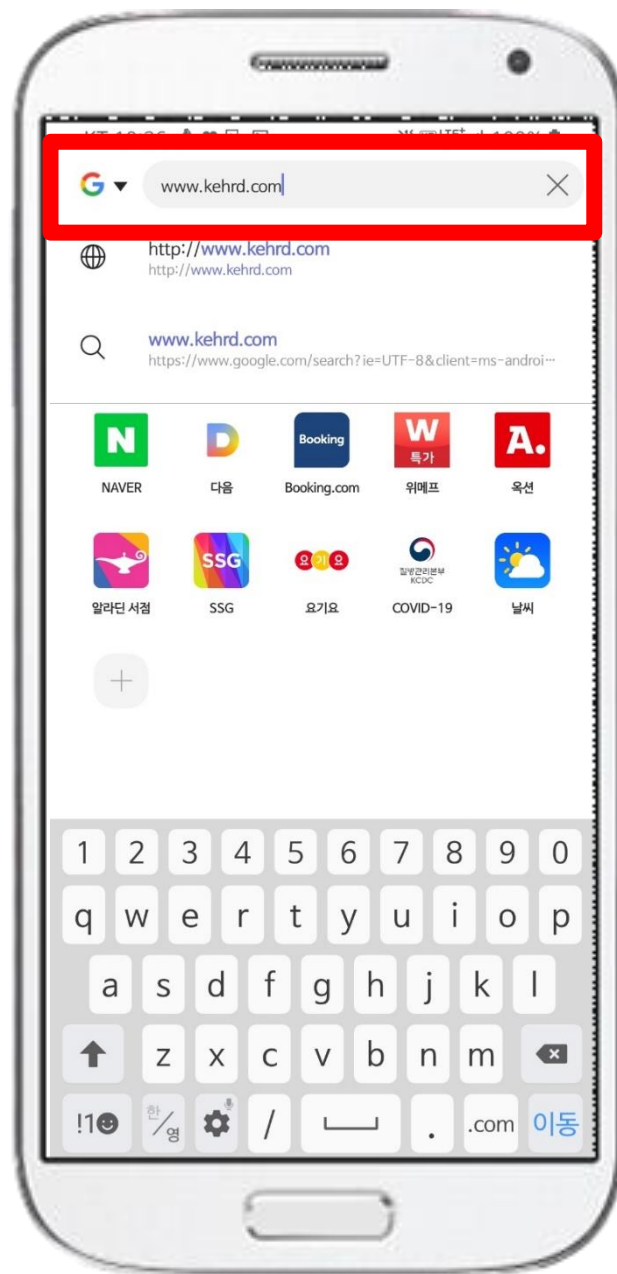 www.kehrd.com
http://www.kehrd.com
http://www.kehrd.com
www.kehrd.com
https://www.google.com/search?ie=UTF-8&client=ms-androi…
N
D
Booking
W
특가
A.
NAVER
다음
Booking.com
위메프
옥션
SSG
요기요
질병관리본부
KCDC
알라딘 서점
SSG
요기요
COVID-19
날씨
1 2 3 4 5 6 7 8 9 0
q w e r t y u i o p
a s d f g h j k l
z x c v b n m
!1 한/영 / . .com 이동